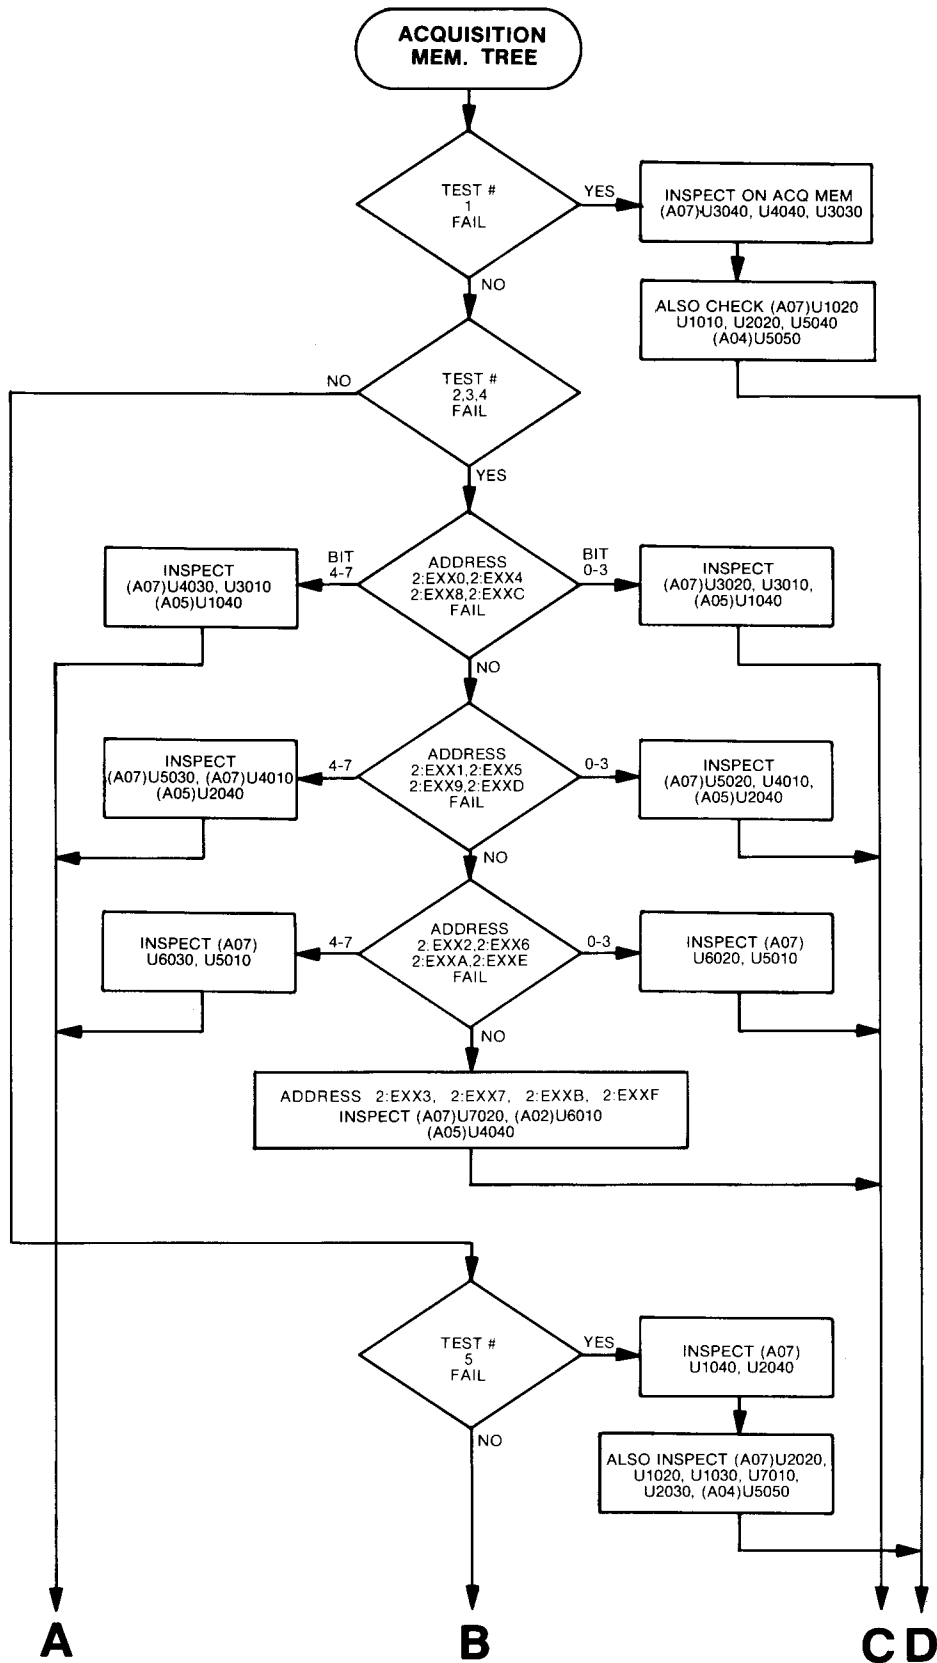 ACQUISITION
MEM. TREE
TEST #
1
FAIL
YES
INSPECT ON ACQ MEM
(A07)U3040, U4040, U3030
NO
ALSO CHECK (A07)U1020
U1010, U2020, U5040
(A04)U5050
NO
TEST #
2,3,4
FAIL
YES
INSPECT
(A07)U4030, U3010
(A05)U1040
BIT
4-7
ADDRESS
2:EXX0,2:EXX4
2:EXX8,2:EXXC
FAIL
BIT
0-3
INSPECT
(A07)U3020, U3010,
(A05)U1040
NO
INSPECT
(A07)U5030, (A07)U4010
(A05)U2040
4-7
ADDRESS
2:EXX1,2:EXX5
2:EXX9,2:EXXD
FAIL
0-3
INSPECT
(A07)U5020, U4010,
(A05)U2040
NO
INSPECT (A07)
U6030, U5010
4-7
ADDRESS
2:EXX2,2:EXX6
2:EXXA,2:EXXE
FAIL
0-3
INSPECT (A07)
U6020, U5010
NO
ADDRESS 2:EXX3, 2:EXX7, 2:EXXB, 2:EXXF
INSPECT (A07)U7020, (A02)U6010
(A05)U4040
TEST #
5
FAIL
YES
INSPECT (A07)
U1040, U2040
NO
ALSO INSPECT (A07)U2020,
U1020, U1030, U7010,
U2030, (A04)U5050
A
B
C
D